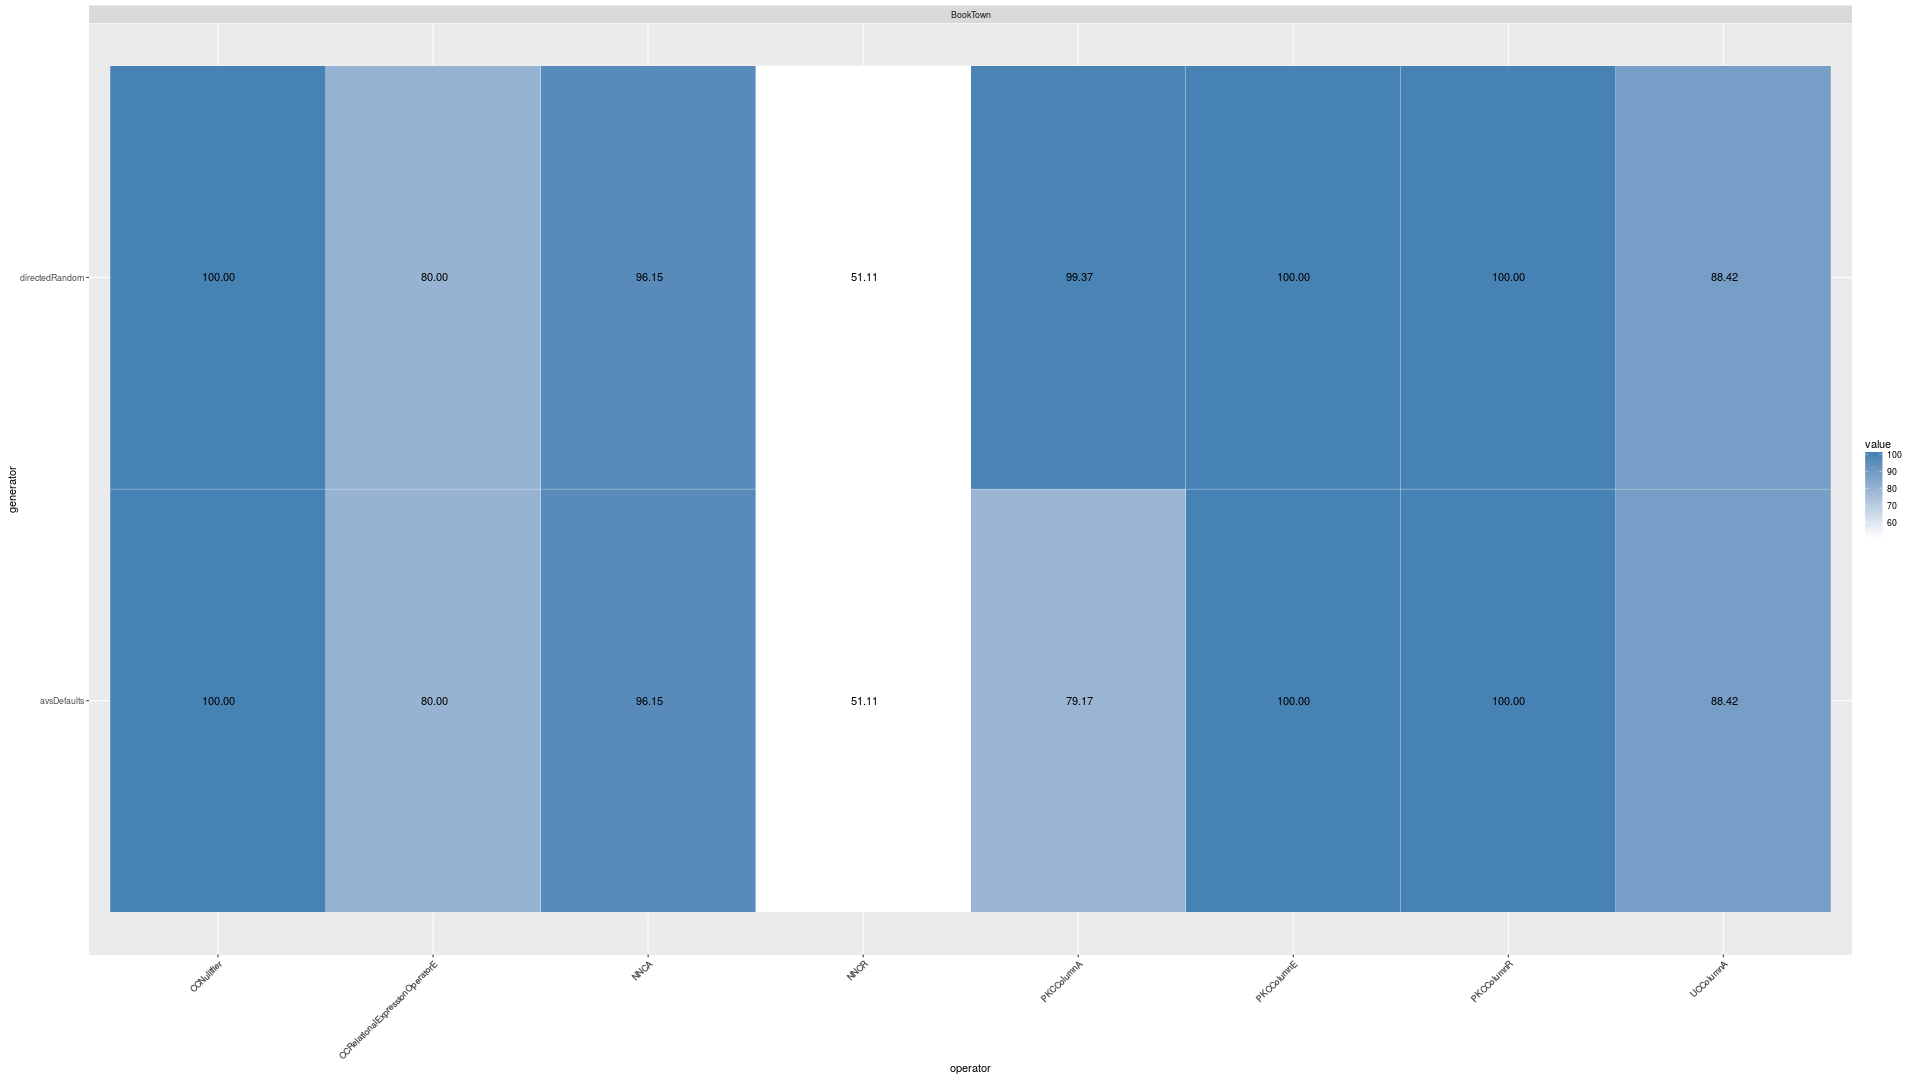 BookTown
directedRandom
100.00 80.00 96.15 51.11 99.37 100.00 100.00 88.42
avsDefaults
100.00 80.00 96.15 51.11 79.17 100.00 100.00 88.42
generator
value
100
90
80
70
60
CCNullifier
CCRelationalExpressionOperatorE
NNCA
NNCR
PKCColumnA
PKCColumnE
PKCColumnR
UCColumnA
operator